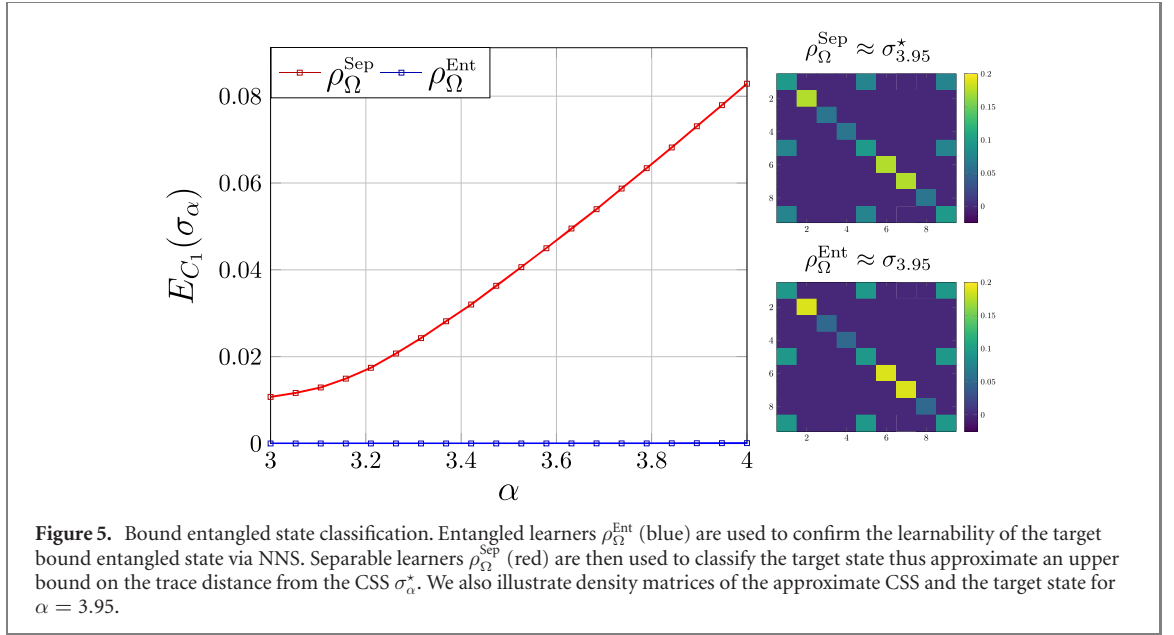 ρ_Ω^Sep ρ_Ω^Ent
E_{C_1}(σ_α)
0.08
0.06
0.04
0.02
0
3 3.2 3.4 3.6 3.8 4
α
ρ_Ω^Sep ≈ σ^⋆_{3.95}
2
4
6
8
2 4 6 8
0.2
0.15
0.1
0.05
0
ρ_Ω^Ent ≈ σ_{3.95}
2
4
6
8
2 4 6 8
0.2
0.15
0.1
0.05
0
Figure 5. Bound entangled state classification. Entangled learners ρ_Ω^Ent (blue) are used to confirm the learnability of the target
bound entangled state via NNS. Separable learners ρ_Ω^Sep (red) are then used to classify the target state thus approximate an upper
bound on the trace distance from the CSS σ_α^⋆. We also illustrate density matrices of the approximate CSS and the target state for
α = 3.95.